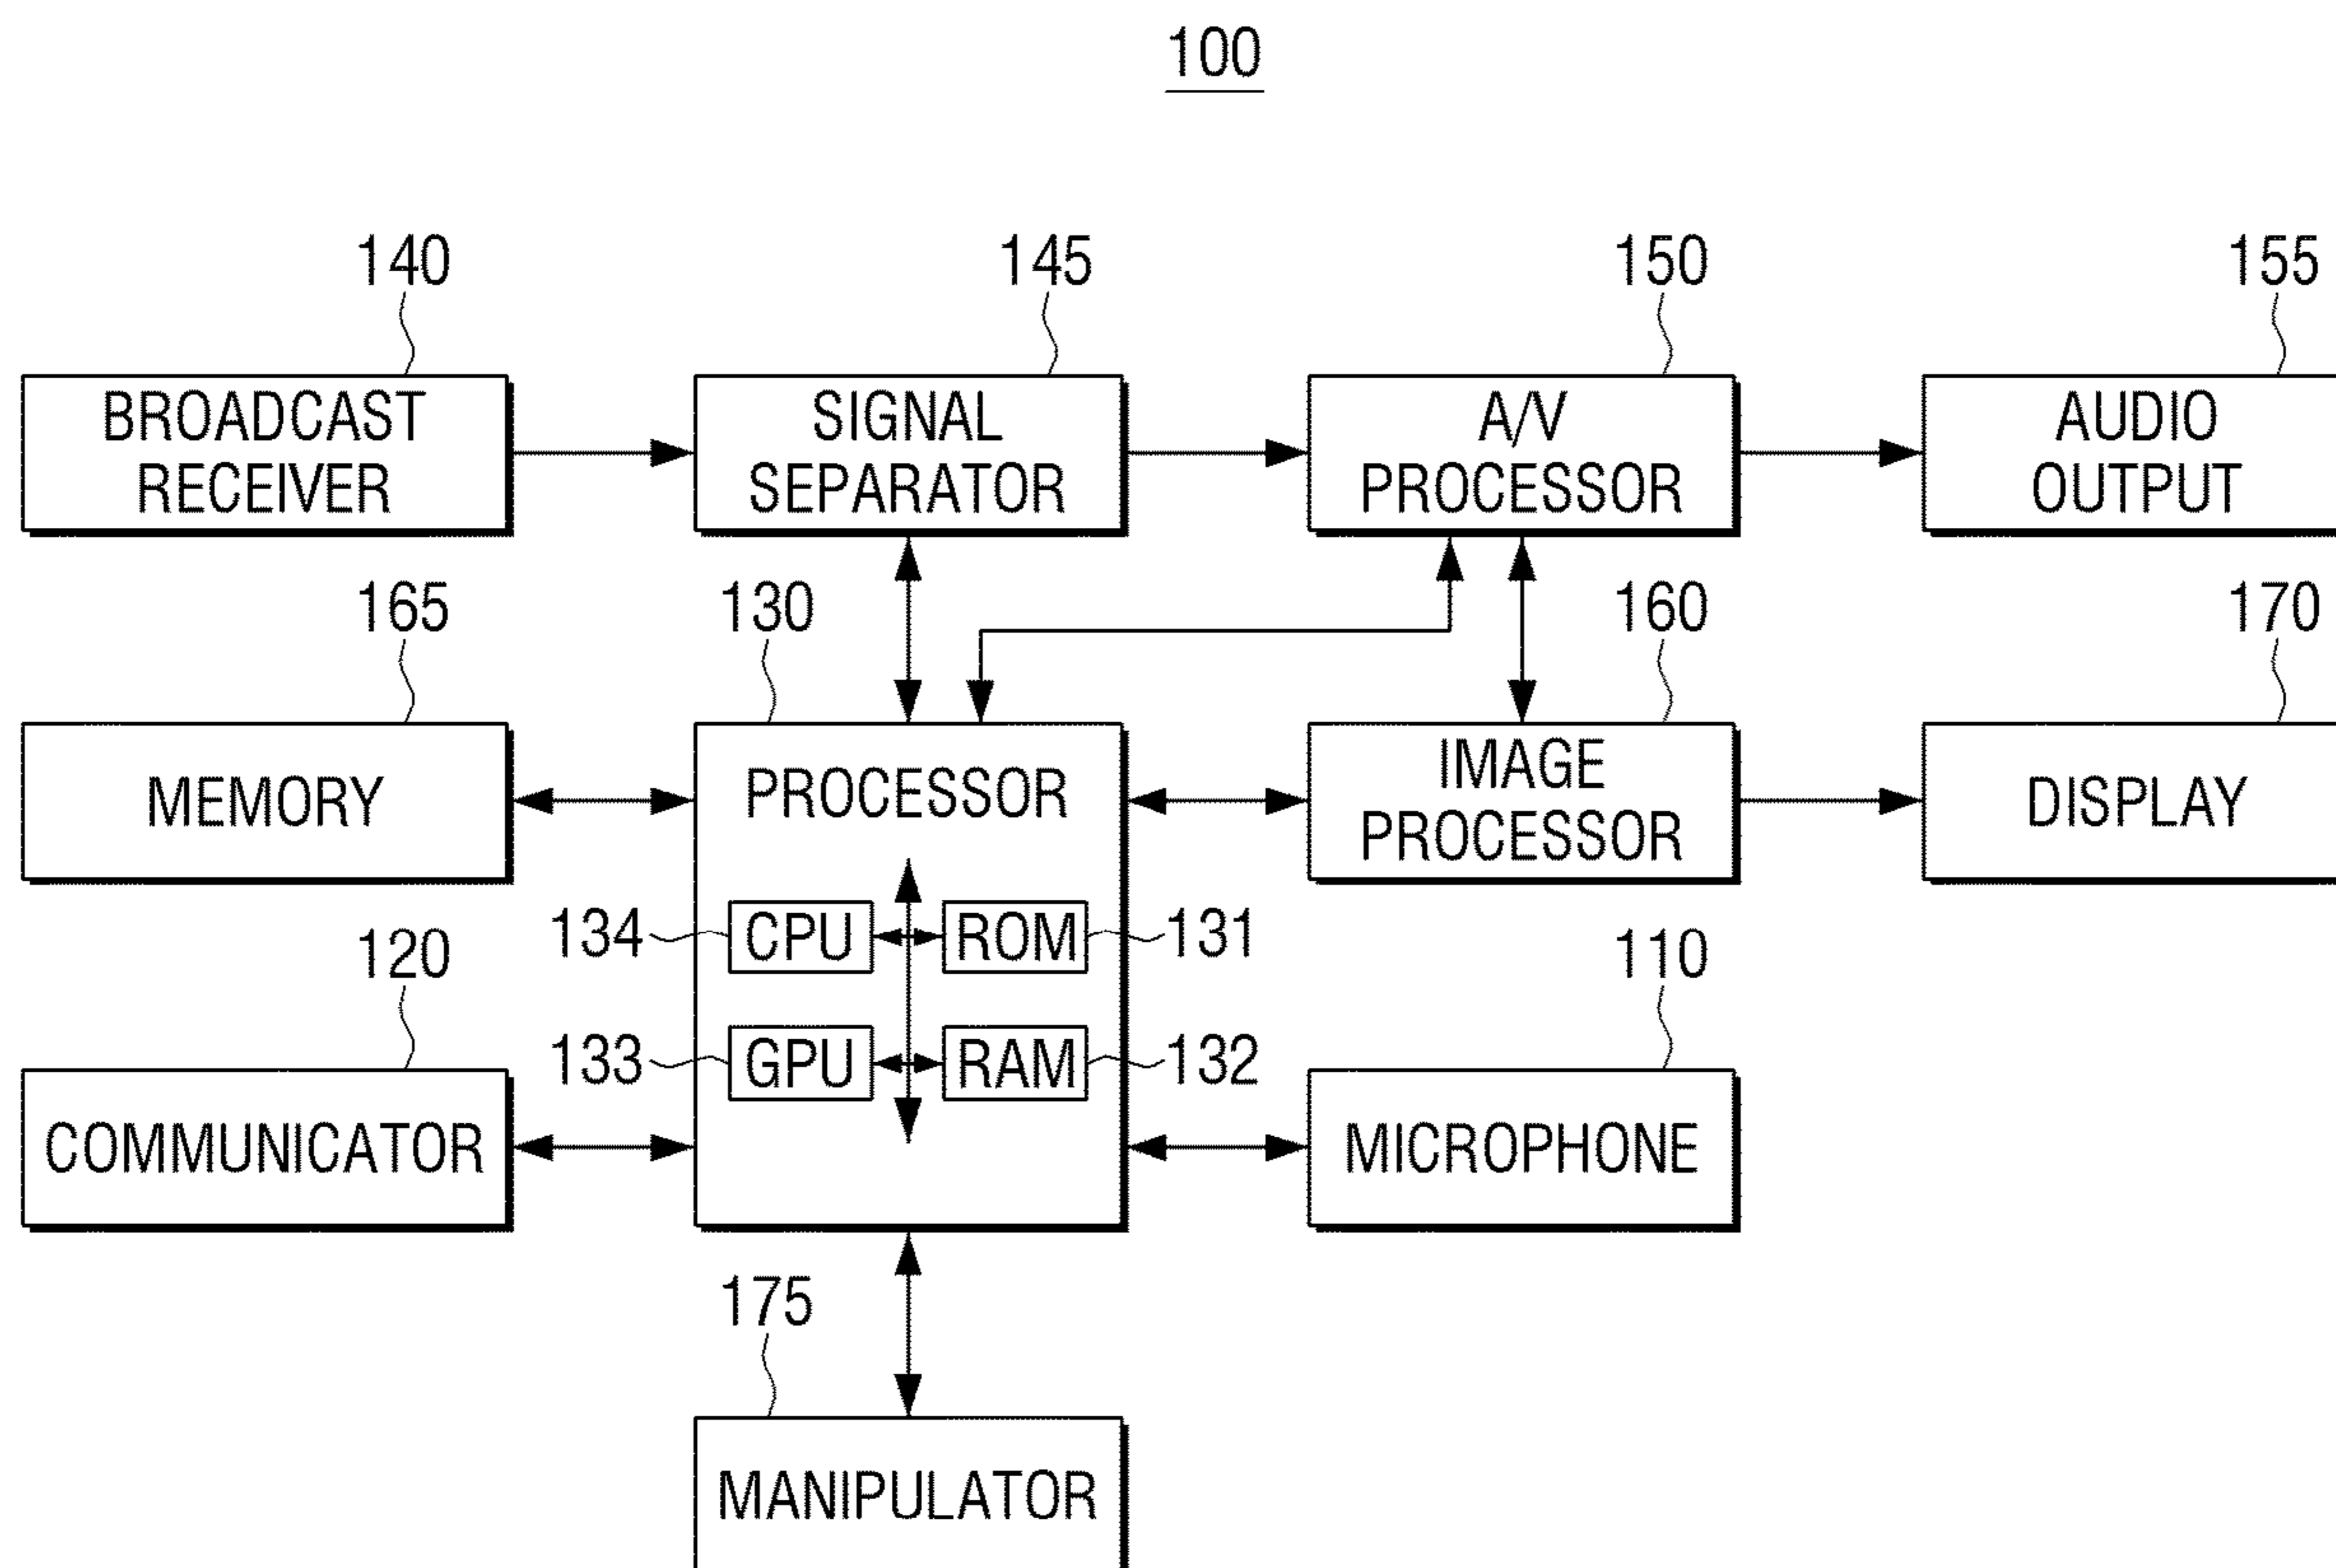 100
140
145
150
155
BROADCAST
RECEIVER
SIGNAL
SEPARATOR
A/V
PROCESSOR
AUDIO
OUTPUT
165
130
160
170
MEMORY
PROCESSOR
IMAGE
PROCESSOR
DISPLAY
134
CPU
ROM
131
120
110
133
GPU
RAM
132
COMMUNICATOR
MICROPHONE
175
MANIPULATOR